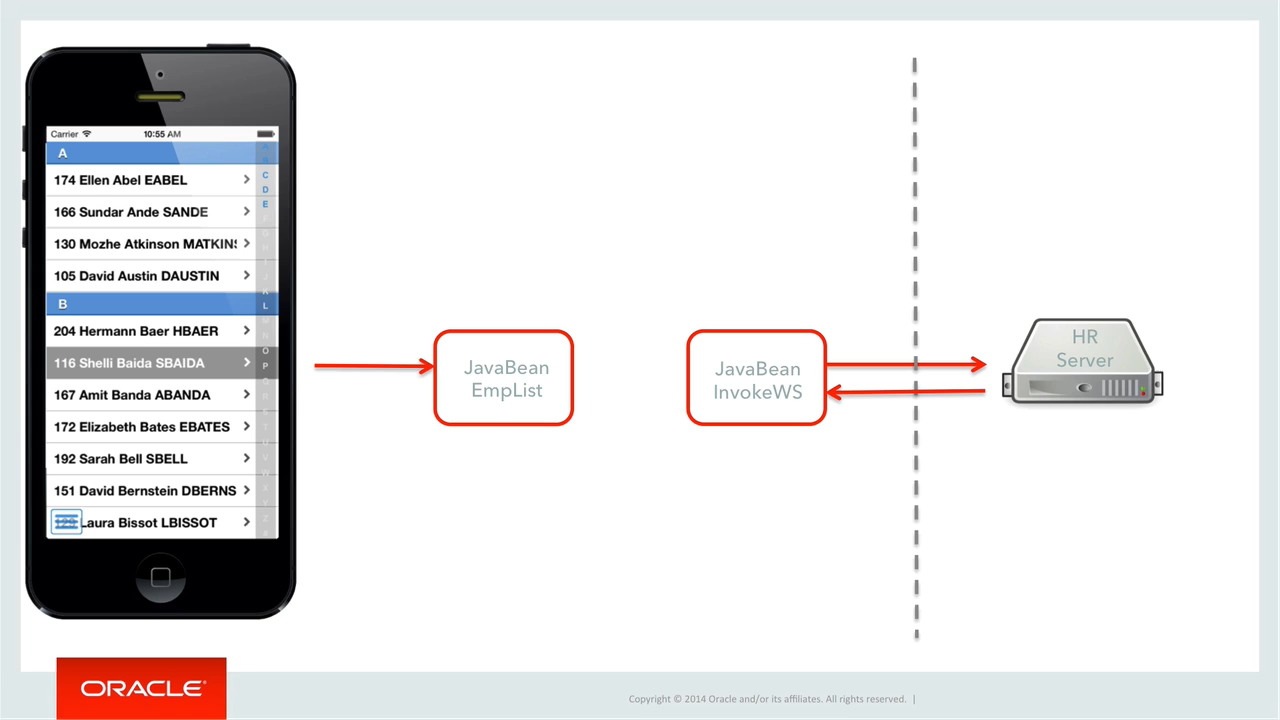 Carrier 10:55 AM
A
174 Ellen Abel EABEL
166 Sundar Ande SANDE
130 Mozhe Atkinson MATKINS
105 David Austin DAUSTIN
B
204 Hermann Baer HBAER
116 Shelli Baida SBAIDA
167 Amit Banda ABANDA
172 Elizabeth Bates EBATES
192 Sarah Bell SBELL
151 David Bernstein DBERNS
Laura Bissot LBISSOT
C
D
E
L
O
P
JavaBean
EmpList
JavaBean
InvokeWS
HR
Server
ORACLE
Copyright © 2014 Oracle and/or its affiliates. All rights reserved. |